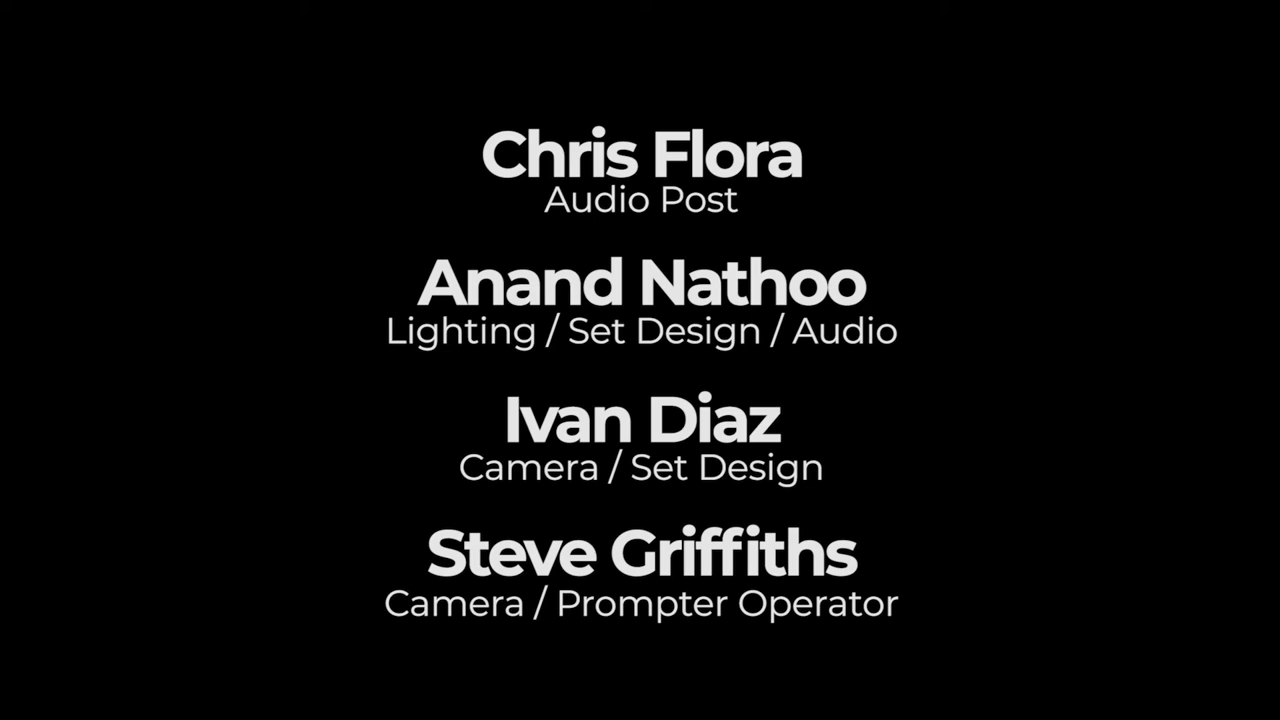 Chris Flora
Audio Post
Anand Nathoo
Lighting / Set Design / Audio
Ivan Diaz
Camera / Set Design
Steve Griffiths
Camera / Prompter Operator